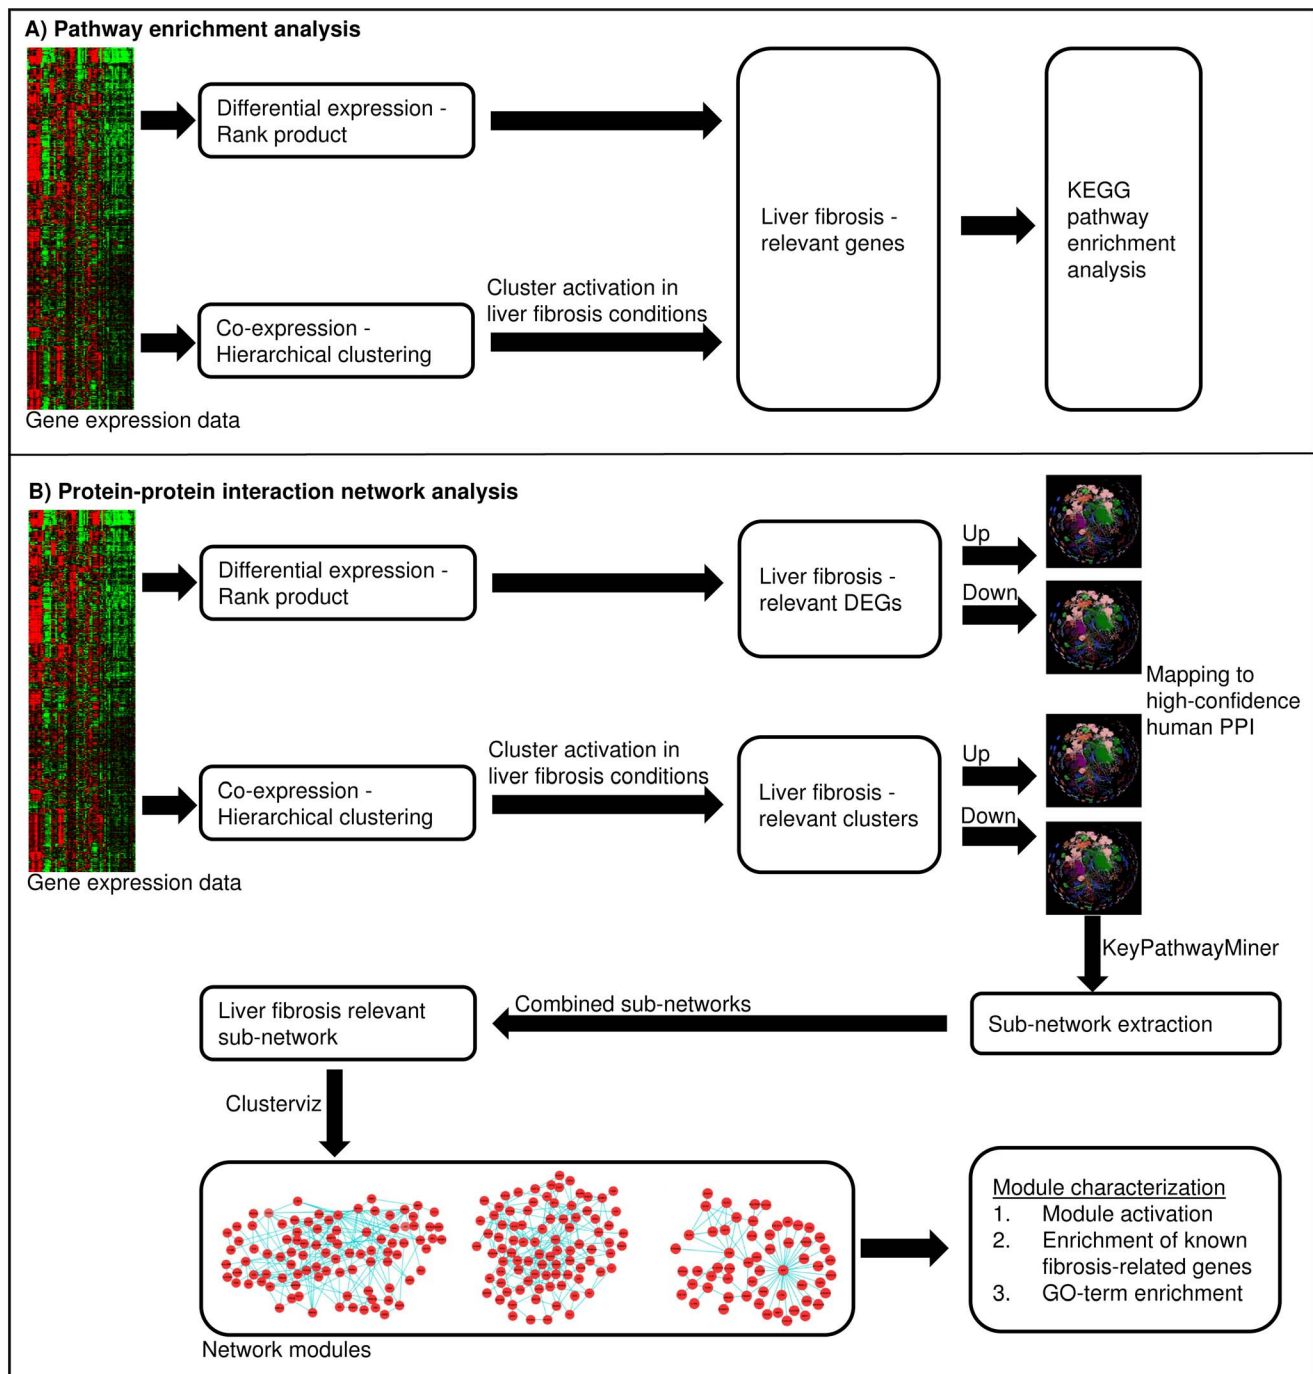 A) Pathway enrichment analysis
Differential expression -
Rank product
Co-expression -
Hierarchical clustering
Cluster activation in
liver fibrosis conditions
Liver fibrosis -
relevant genes
KEGG
pathway
enrichment
analysis
Gene expression data
B) Protein-protein interaction network analysis
Differential expression -
Rank product
Liver fibrosis -
relevant DEGs
Up
Down
Mapping to
high-confidence
human PPI
Co-expression -
Hierarchical clustering
Cluster activation in
liver fibrosis conditions
Liver fibrosis -
relevant clusters
Up
Down
Gene expression data
KeyPathwayMiner
Sub-network extraction
Combined sub-networks
Liver fibrosis relevant
sub-network
Clusterviz
Network modules
Module characterization
1. Module activation
2. Enrichment of known
fibrosis-related genes
3. GO-term enrichment